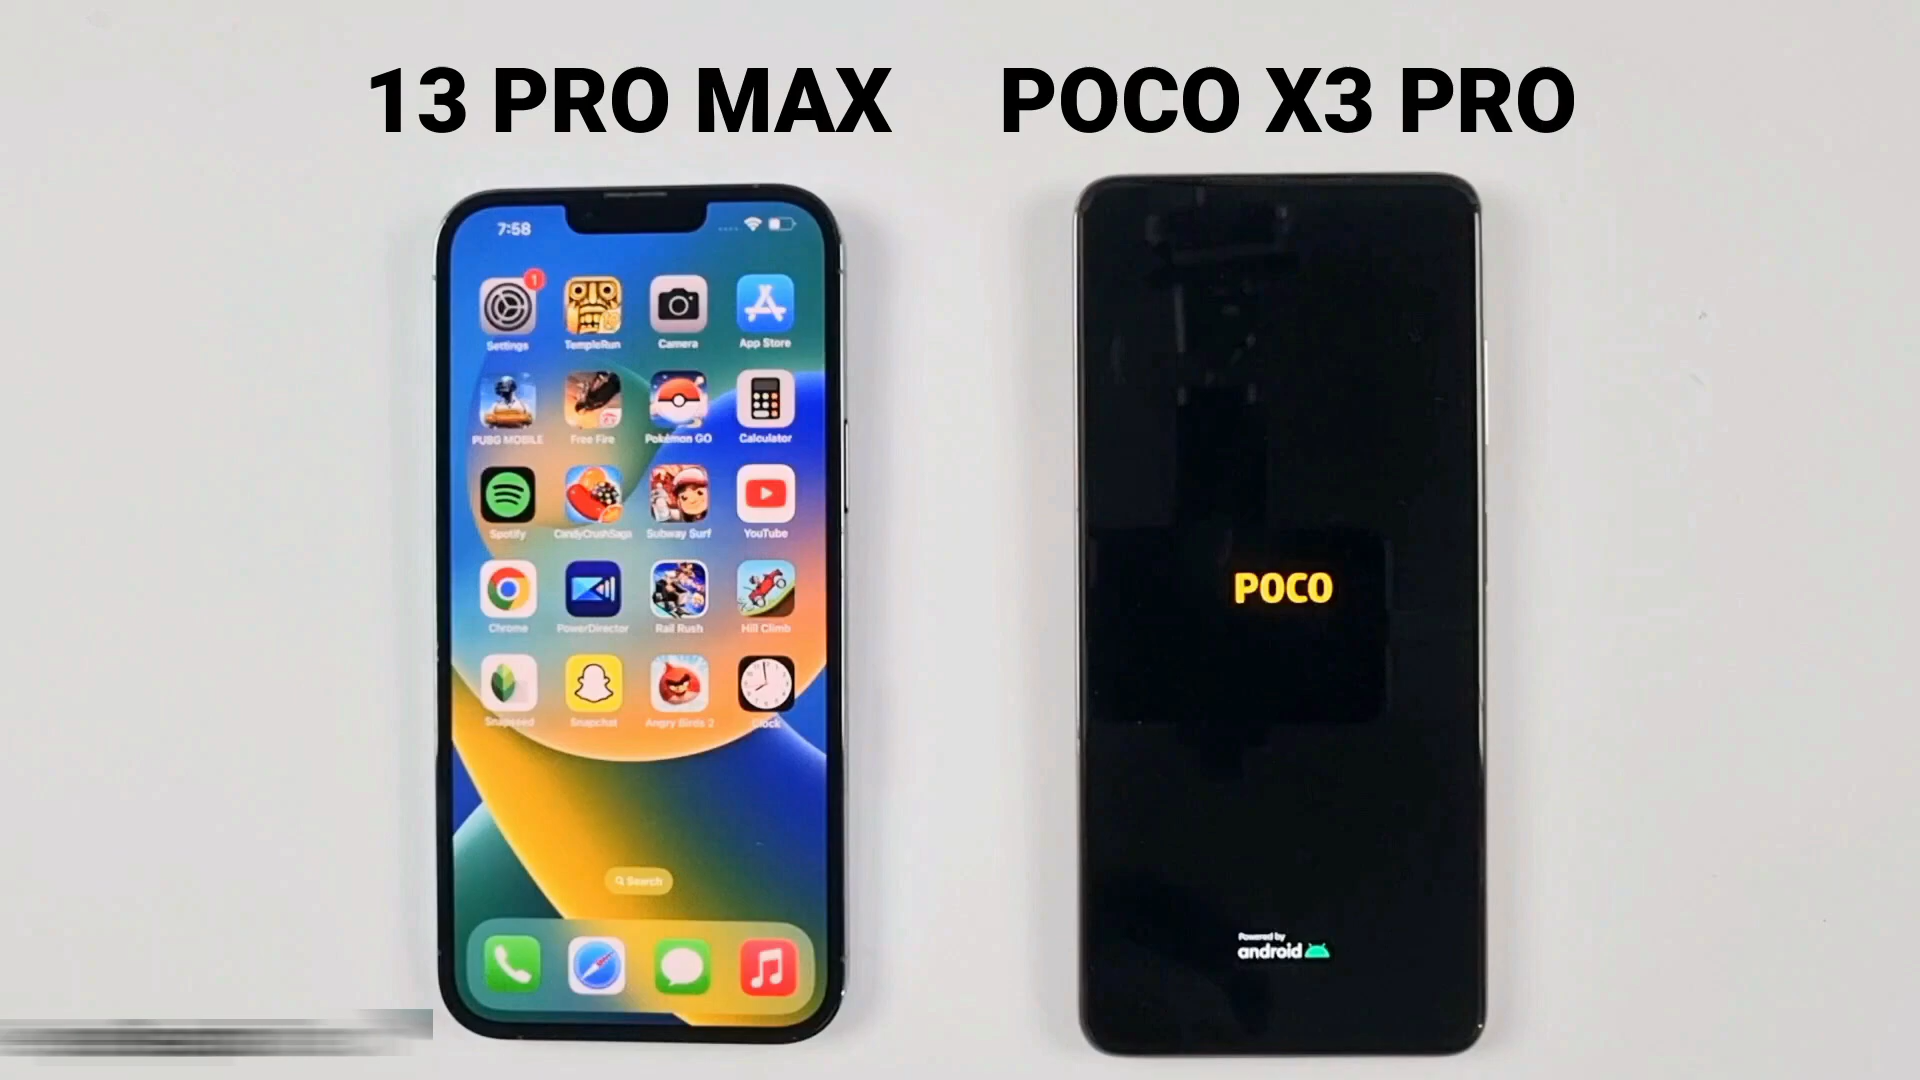 13 PRO MAX POCO X3 PRO
7:58
1
Settings TempleRun Camera App Store
PUBG MOBILE Free Fire Pokémon GO Calculator
Spotify CandyCrushSaga Subway Surf YouTube
Chrome PowerDirector Rail Rush Hill Climb
Snapseed Snapchat Angry Birds 2 Clock
Search
POCO
Powered by
android